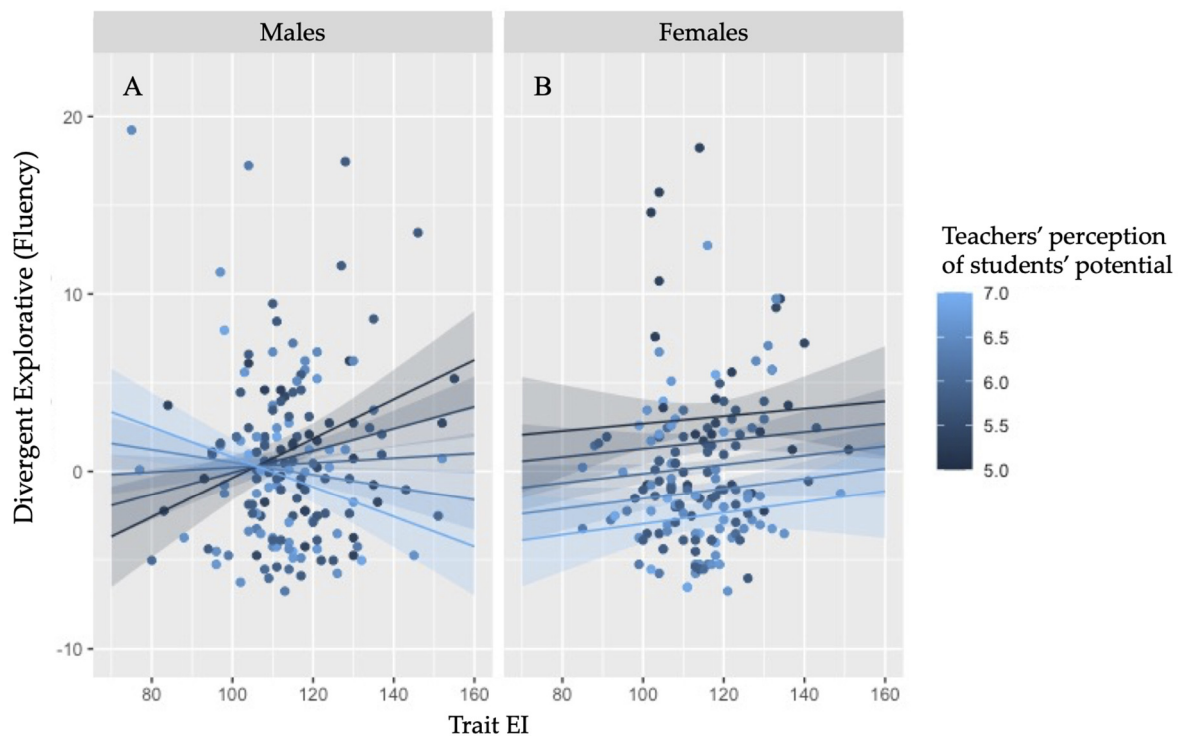 Males
Females
A
B
20
10
0
-10
Divergent Explorative (Fluency)
80
100
120
140
160
80
100
120
140
160
Trait EI
Teachers' perception
of students' potential
7.0
6.5
6.0
5.5
5.0